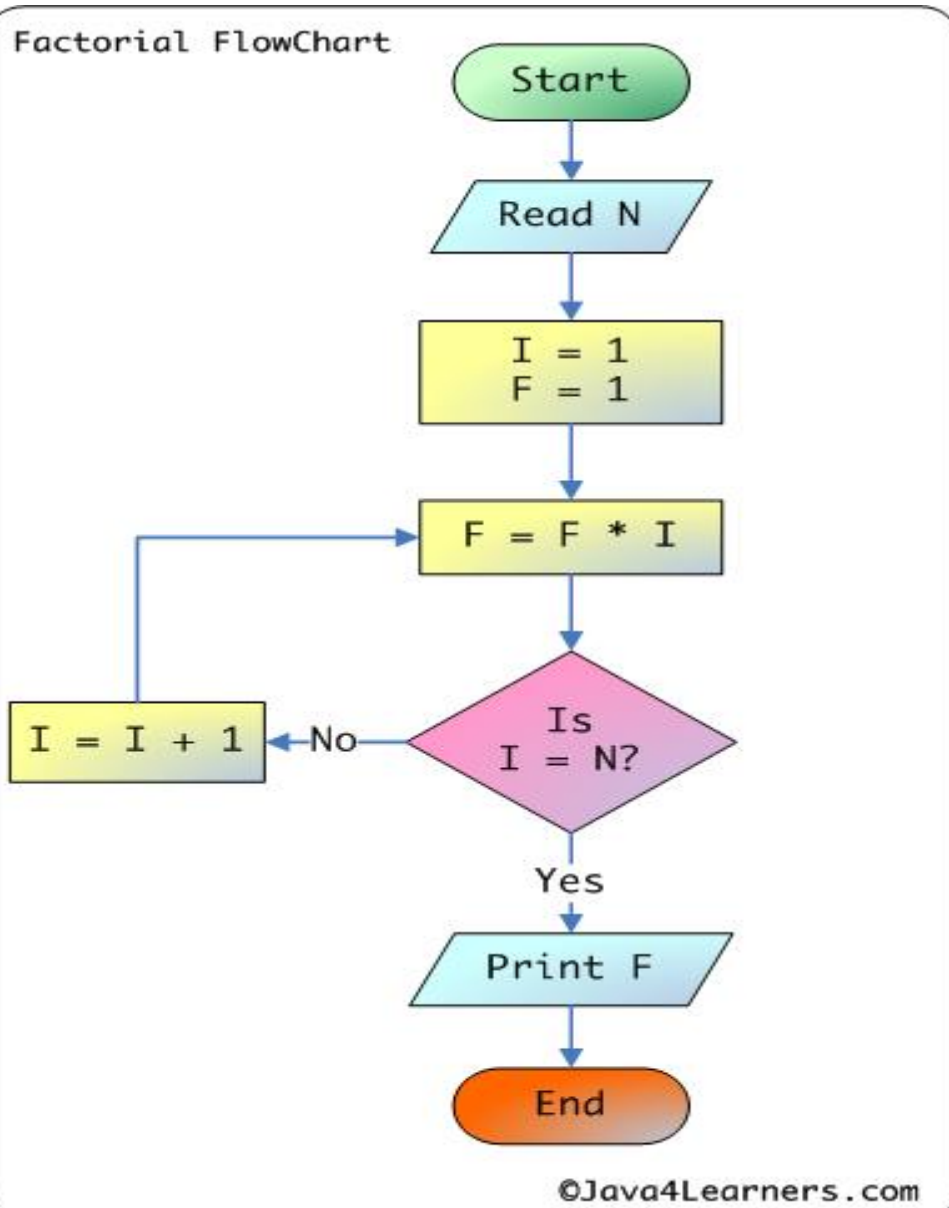 Factorial FlowChart
Start
Read N
I = 1
F = 1
F = F * I
Is
I = N?
No
I = I + 1
Yes
Print F
End
©Java4Learners.com